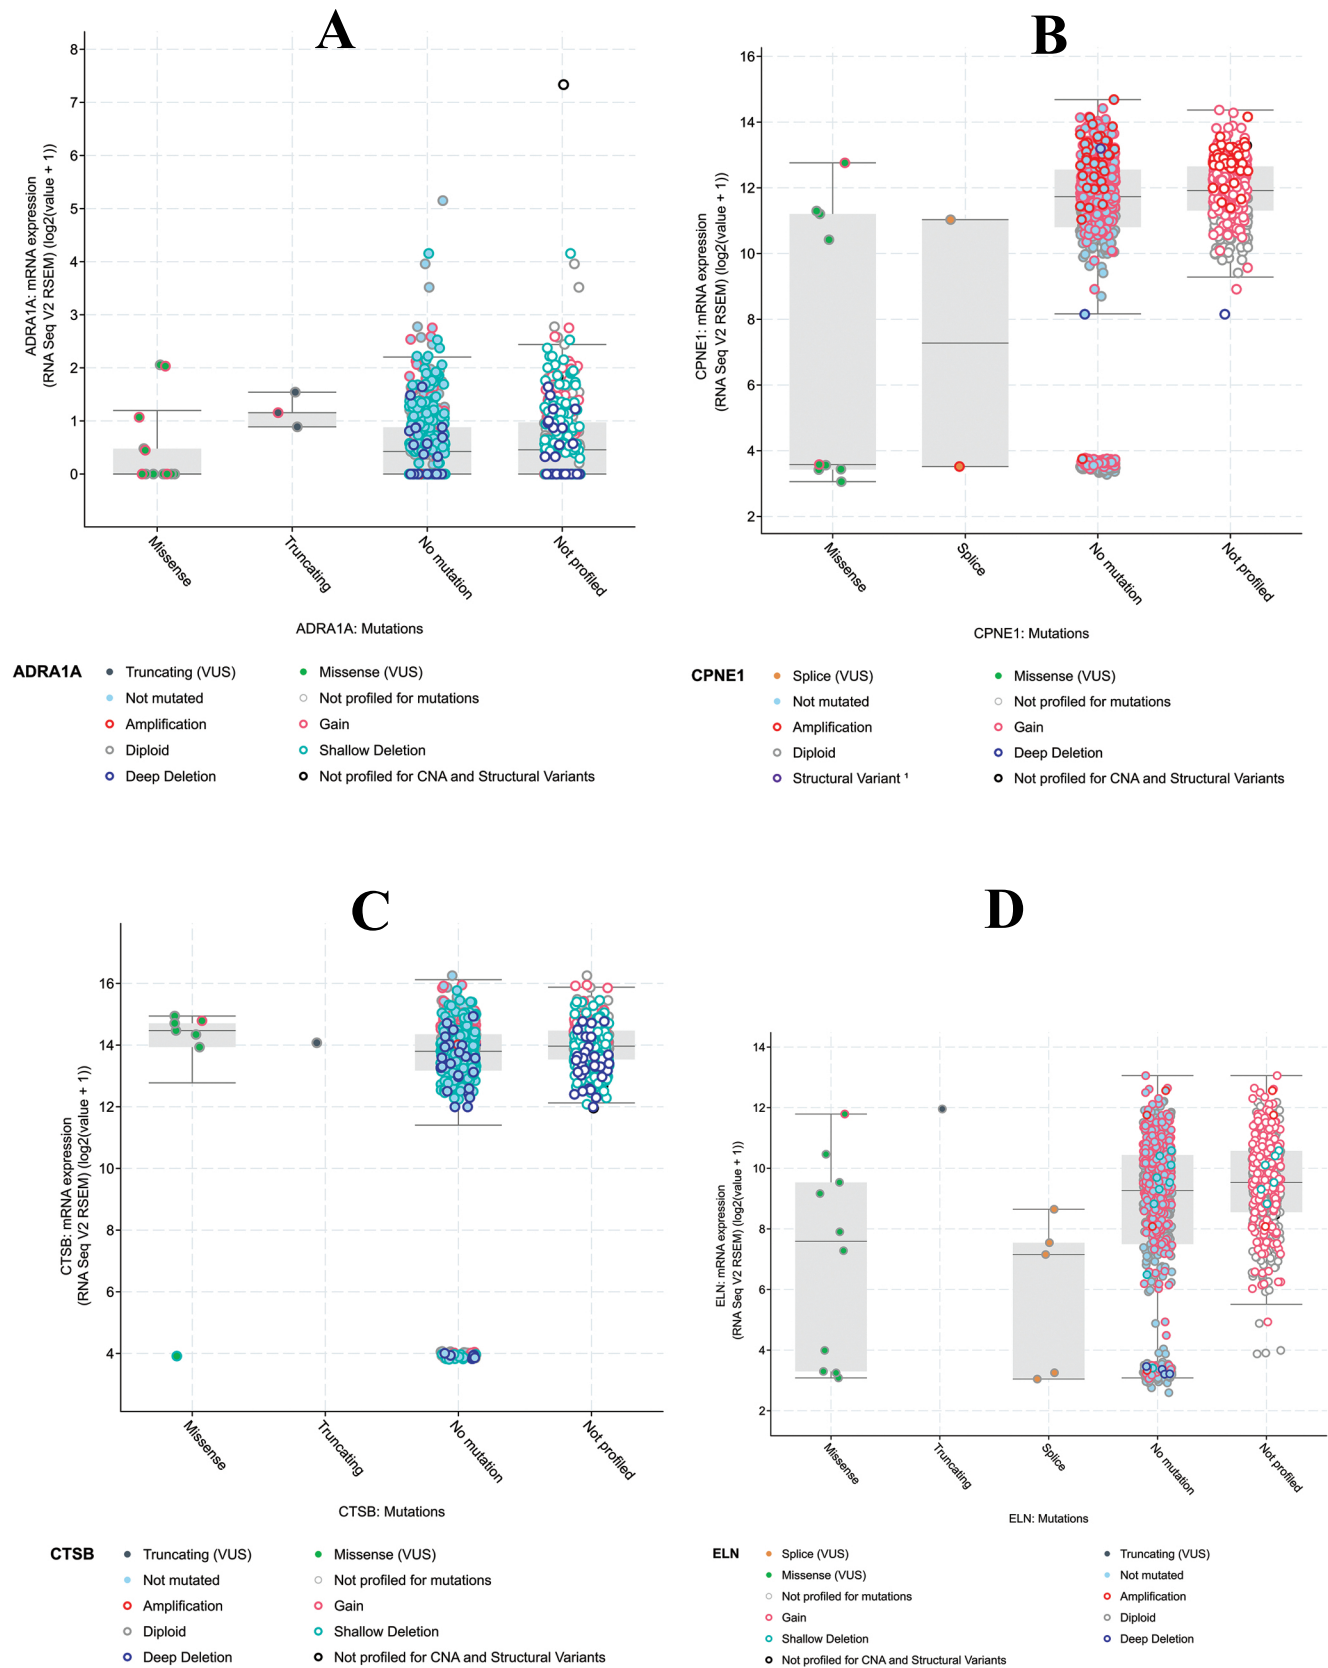 A
ADRA1A: mRNA expression
(RNA Seq V2 RSEM) (log2(value + 1))
8
7
6
5
4
3
2
1
0
Missense
Truncating
No mutation
Not profiled
ADRA1A: Mutations
ADRA1A
Truncating (VUS)
Missense (VUS)
Not mutated
Not profiled for mutations
Amplification
Gain
Diploid
Shallow Deletion
Deep Deletion
Not profiled for CNA and Structural Variants
B
CPNE1: mRNA expression
(RNA Seq V2 RSEM) (log2(value + 1))
16
14
12
10
8
6
4
2
Missense
Splice
No mutation
Not profiled
CPNE1: Mutations
CPNE1
Splice (VUS)
Missense (VUS)
Not mutated
Not profiled for mutations
Amplification
Gain
Diploid
Deep Deletion
Structural Variant ¹
Not profiled for CNA and Structural Variants
C
CTSB: mRNA expression
(RNA Seq V2 RSEM) (log2(value + 1))
16
14
12
10
8
6
4
Missense
Truncating
No mutation
Not profiled
CTSB: Mutations
CTSB
Truncating (VUS)
Missense (VUS)
Not mutated
Not profiled for mutations
Amplification
Gain
Diploid
Shallow Deletion
Deep Deletion
Not profiled for CNA and Structural Variants
D
ELN: mRNA expression
(RNA Seq V2 RSEM) (log2(value + 1))
14
12
10
8
6
4
2
Missense
Truncating
Splice
No mutation
Not profiled
ELN: Mutations
ELN
Splice (VUS)
Truncating (VUS)
Missense (VUS)
Not mutated
Not profiled for mutations
Amplification
Gain
Diploid
Shallow Deletion
Deep Deletion
Not profiled for CNA and Structural Variants